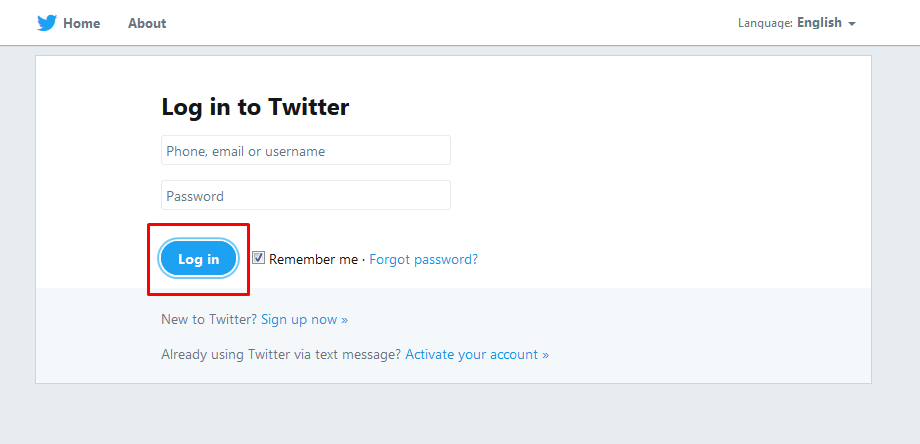 Home About Language: English
Log in to Twitter
Phone, email or username
Password
Log in Remember me · Forgot password?
New to Twitter? Sign up now »
Already using Twitter via text message? Activate your account »